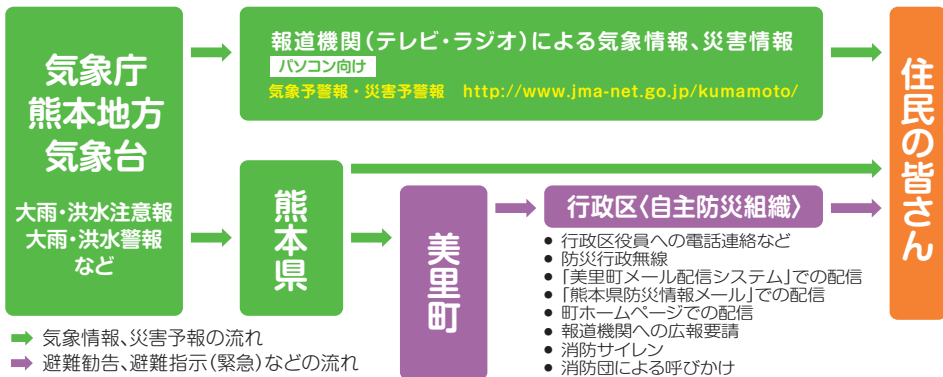 気象庁
熊本地方
気象台
大雨・洪水注意報
大雨・洪水警報
など
報道機関(テレビ・ラジオ)による気象情報、災害情報
パソコン向け
気象予警報・災害予警報 http://www.jma-net.go.jp/kumamoto/
熊本県
美里町
行政区〈自主防災組織〉
● 行政区役員への電話連絡など
● 防災行政無線
● 「美里町メール配信システム」での配信
● 「熊本県防災情報メール」での配信
● 町ホームページでの配信
● 報道機関への広報要請
● 消防サイレン
● 消防団による呼びかけ
住民の皆さん
気象情報、災害予報の流れ
避難勧告、避難指示(緊急)などの流れ